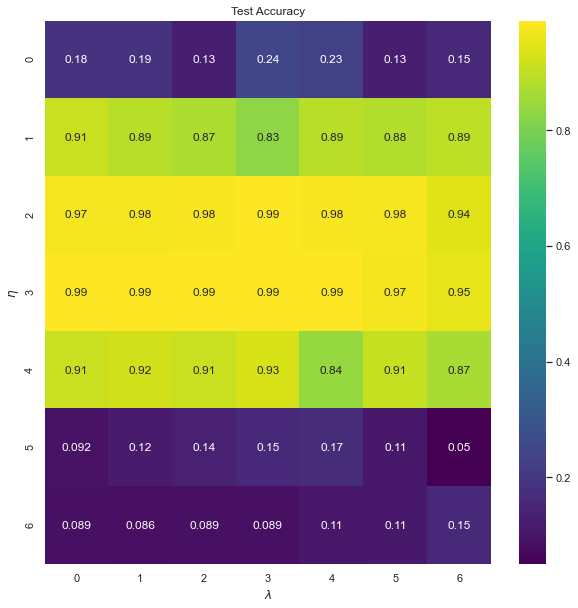 Test Accuracy
0 0.18 0.19 0.13 0.24 0.23 0.13 0.15
1 0.91 0.89 0.87 0.83 0.89 0.88 0.89
2 0.97 0.98 0.98 0.99 0.98 0.98 0.94
3 0.99 0.99 0.99 0.99 0.99 0.97 0.95
4 0.91 0.92 0.91 0.93 0.84 0.91 0.87
5 0.092 0.12 0.14 0.15 0.17 0.11 0.05
6 0.089 0.086 0.089 0.089 0.11 0.11 0.15
0 1 2 3 4 5 6
λ
η
0.8
0.6
0.4
0.2